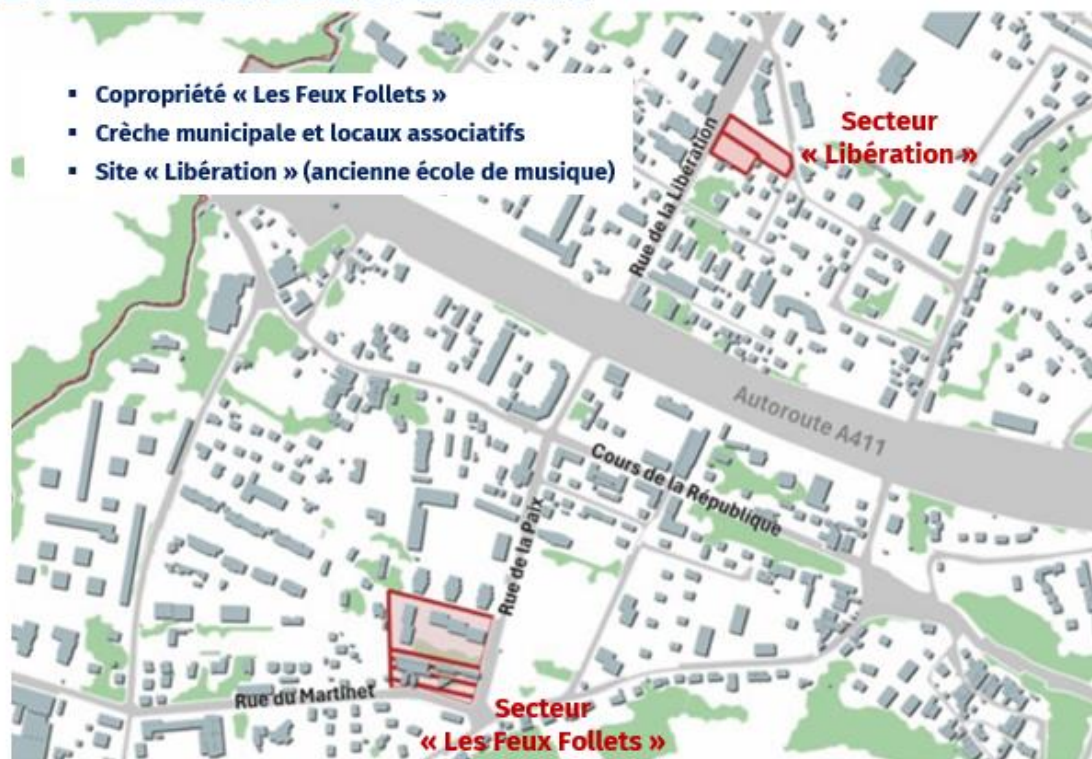 ▪ Copropriété « Les Feux Follets »
▪ Crèche municipale et locaux associatifs
▪ Site « Libération » (ancienne école de musique)
Secteur
« Libération »
Rue de la Libération
Autoroute A411
Cours de la République
Rue de la Paix
Rue du Martinet
Secteur
« Les Feux Follets »